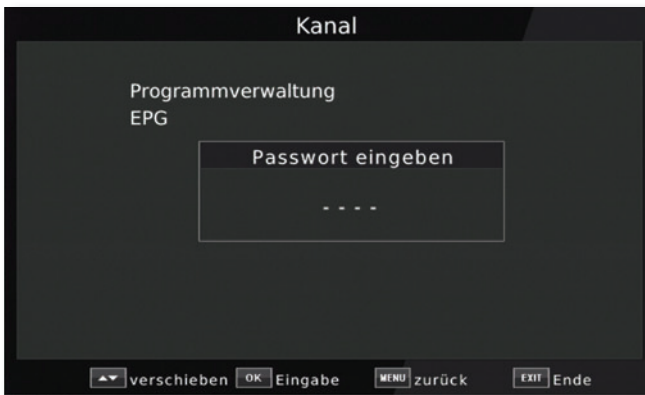 Kanal
Programmverwaltung
EPG
Passwort eingeben
- - - -
verschieben OK Eingabe MENU zurück EXIT Ende